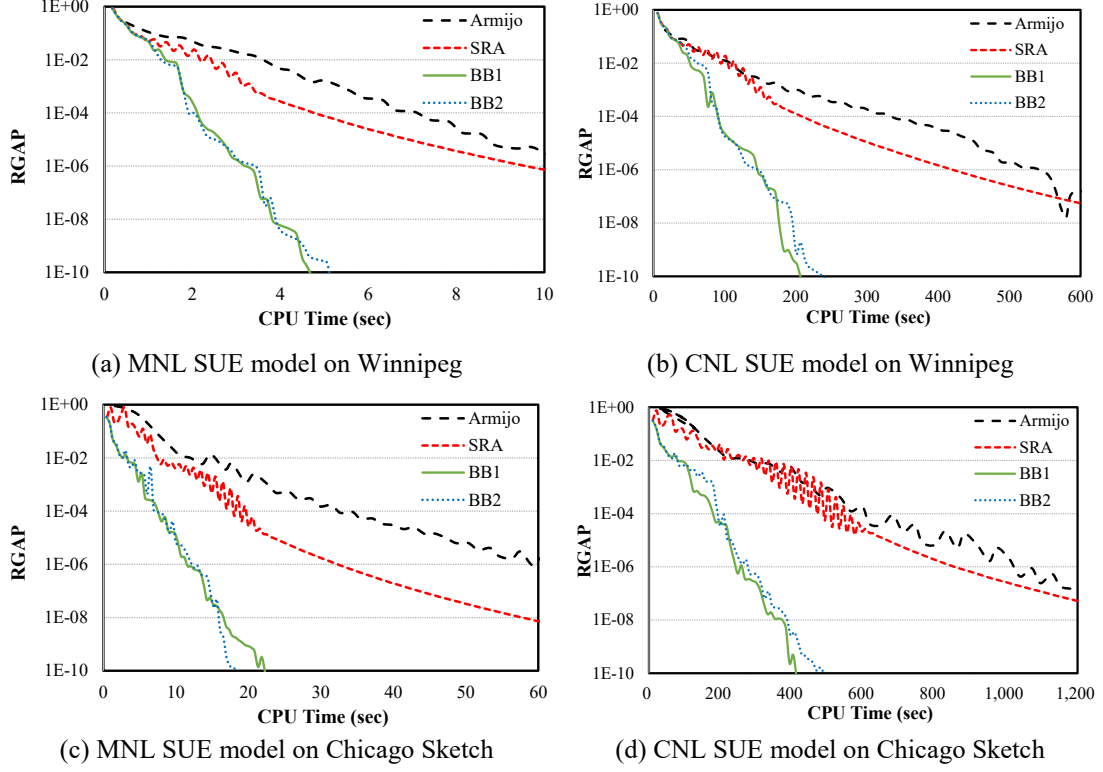 1E+00
1E-02
1E-04
1E-06
1E-08
1E-10
RGAP
0
2
4
6
8
10
CPU Time (sec)
Armijo
SRA
BB1
BB2
(a) MNL SUE model on Winnipeg
1E+00
1E-02
1E-04
1E-06
1E-08
1E-10
RGAP
0
100
200
300
400
500
600
CPU Time (sec)
Armijo
SRA
BB1
BB2
(b) CNL SUE model on Winnipeg
1E+00
1E-02
1E-04
1E-06
1E-08
1E-10
RGAP
0
10
20
30
40
50
60
CPU Time (sec)
Armijo
SRA
BB1
BB2
(c) MNL SUE model on Chicago Sketch
1E+00
1E-02
1E-04
1E-06
1E-08
1E-10
RGAP
0
200
400
600
800
1,000
1,200
CPU Time (sec)
Armijo
SRA
BB1
BB2
(d) CNL SUE model on Chicago Sketch